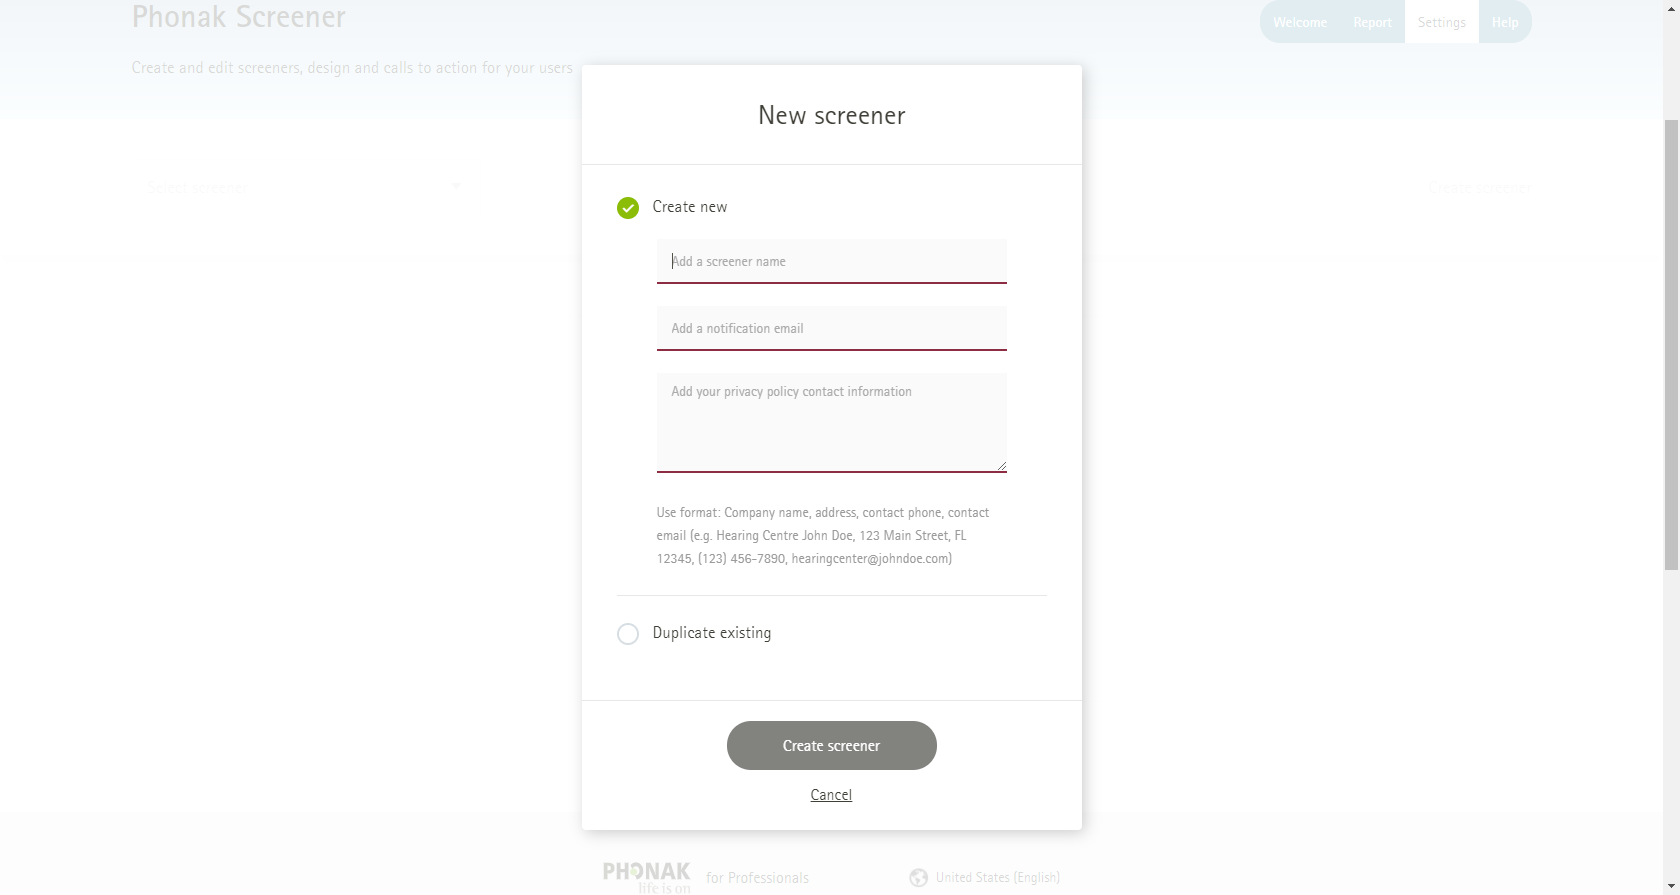 Phonak Screener
Welcome
Report
Settings
Help
Create and edit screeners, design and calls to action for your users
New screener
Select screener
Create screener
Create new
Add a screener name
Add a notification email
Add your privacy policy contact information
Use format: Company name, address, contact phone, contact
email (e.g. Hearing Centre John Doe, 123 Main Street, FL
12345, (123) 456-7890, hearingcenter@johndoe.com)
Duplicate existing
Create screener
Cancel
PHONAK
life is on
for Professionals
United States (English)